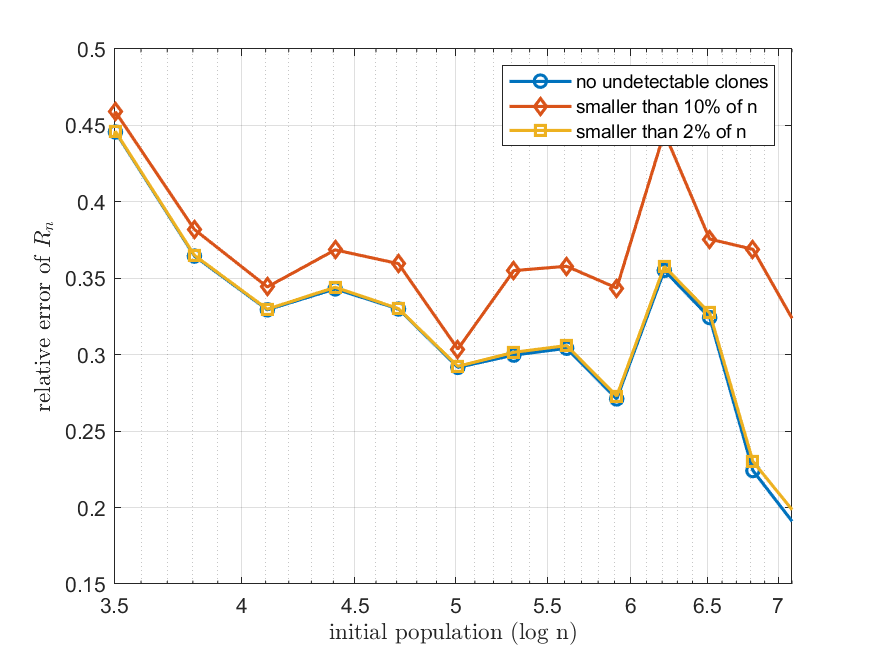 0.5
0.45
0.4
0.35
0.3
0.25
0.2
0.15
relative error of Rₙ
no undetectable clones
smaller than 10% of n
smaller than 2% of n
3.5 4 4.5 5 5.5 6 6.5 7
initial population (log n)